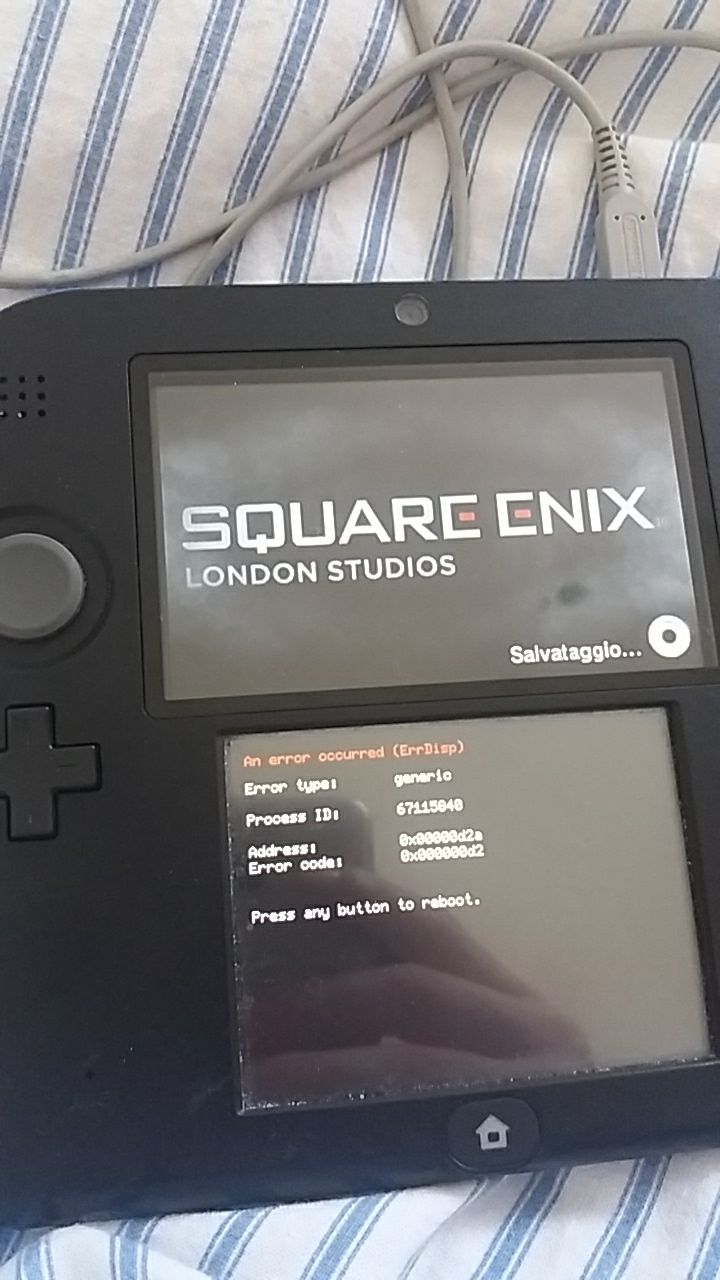 SQUARE ENIX
LONDON STUDIOS
Salvataggio...
An error occurred (ErrDisp)
Error type: generic
Process ID: 67115840
Address: 0x00000d2a
Error code: 0x000000d2
Press any button to reboot.